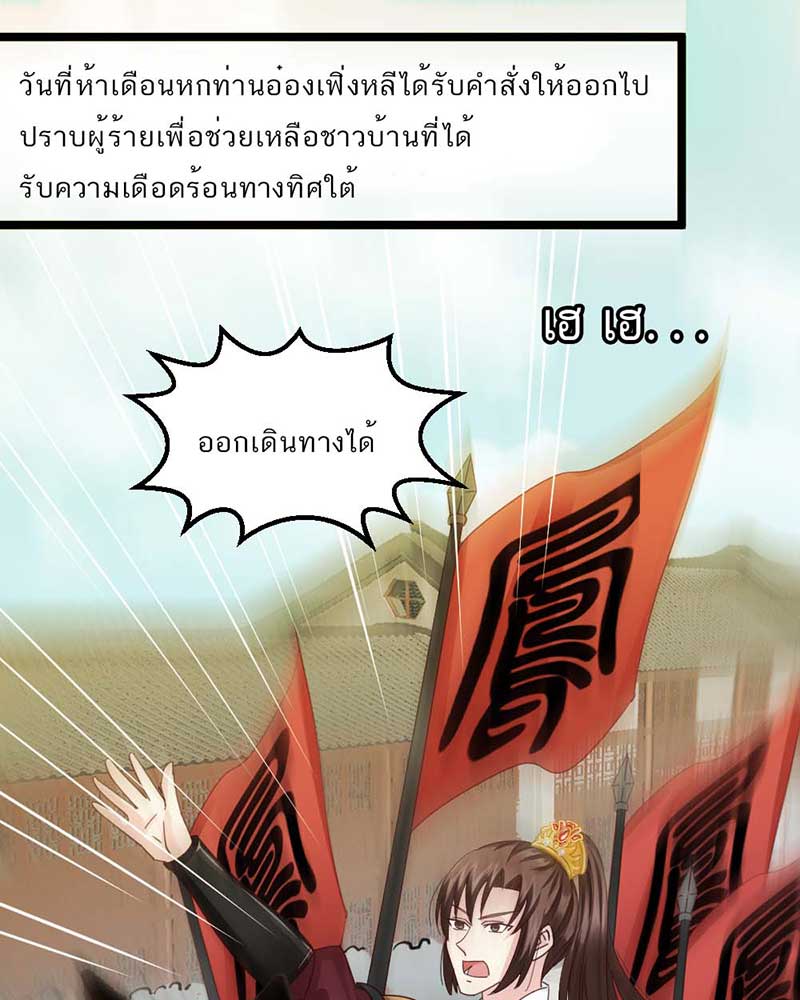 วันที่ห้าเดือนหกท่านอ๋องเฟิ่งหลีได้รับคำสั่งให้ออกไป
ปราบผู้ร้ายเพื่อช่วยเหลือชาวบ้านที่ได้
รับความเดือดร้อนทางทิศใต้
เฮ เฮ...
ออกเดินทางได้
鳳